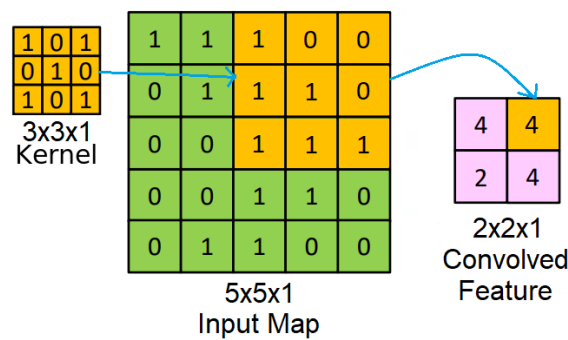 1 0 1
0 1 0
1 0 1
3x3x1
Kernel
1 1 1 0 0
0 1 1 1 0
0 0 1 1 1
0 0 1 1 0
0 1 1 0 0
5x5x1
Input Map
4 4
2 4
2x2x1
Convolved
Feature